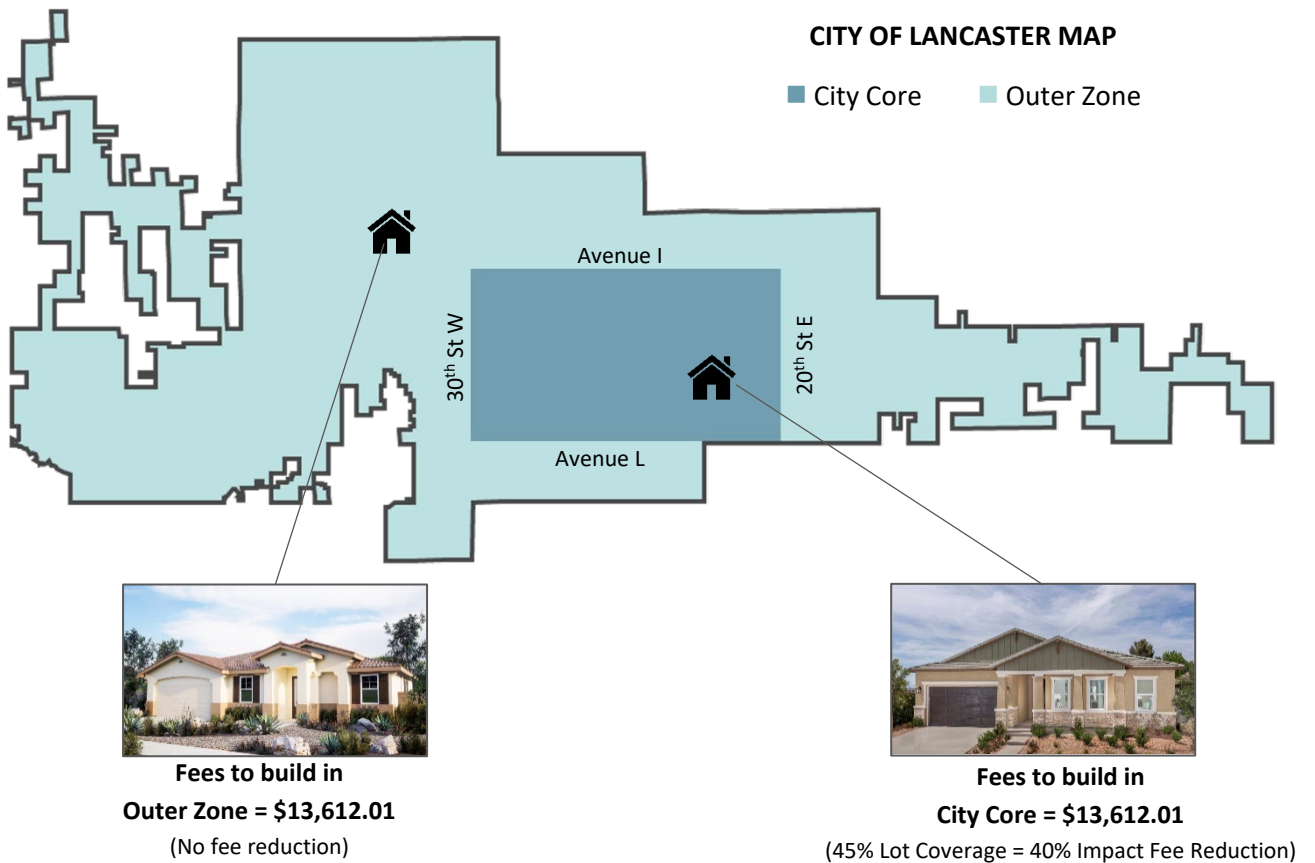 CITY OF LANCASTER MAP
City Core
Outer Zone
Avenue I
30th St W
20th St E
Avenue L
Fees to build in
Outer Zone = $13,612.01
(No fee reduction)
Fees to build in
City Core = $13,612.01
(45% Lot Coverage = 40% Impact Fee Reduction)